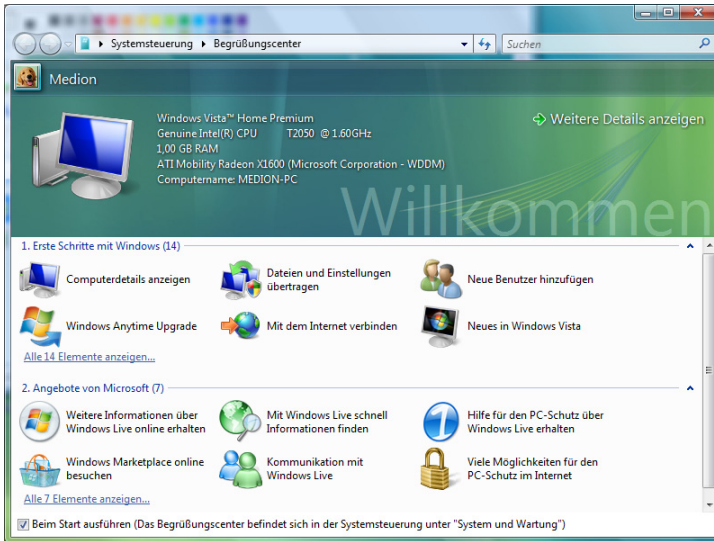 Systemsteuerung
Begrüßungscenter
Suchen
Medion
Windows Vista™ Home Premium
Weitere Details anzeigen
Genuine Intel(R) CPU T2050 @ 1.60GHz
1,00 GB RAM
ATI Mobility Radeon X1600 (Microsoft Corporation - WDDM)
Computername: MEDION-PC
Willkommen
1. Erste Schritte mit Windows (14)
Computerdetails anzeigen
Dateien und Einstellungen
übertragen
Neue Benutzer hinzufügen
Windows Anytime Upgrade
Mit dem Internet verbinden
Neues in Windows Vista
Alle 14 Elemente anzeigen...
2. Angebote von Microsoft (7)
Weitere Informationen über
Windows Live online erhalten
Mit Windows Live schnell
Informationen finden
Hilfe für den PC-Schutz über
Windows Live erhalten
Windows Marketplace online
besuchen
Kommunikation mit
Windows Live
Viele Möglichkeiten für den
PC-Schutz im Internet
Alle 7 Elemente anzeigen...
Beim Start ausführen (Das Begrüßungscenter befindet sich in der Systemsteuerung unter "System und Wartung")